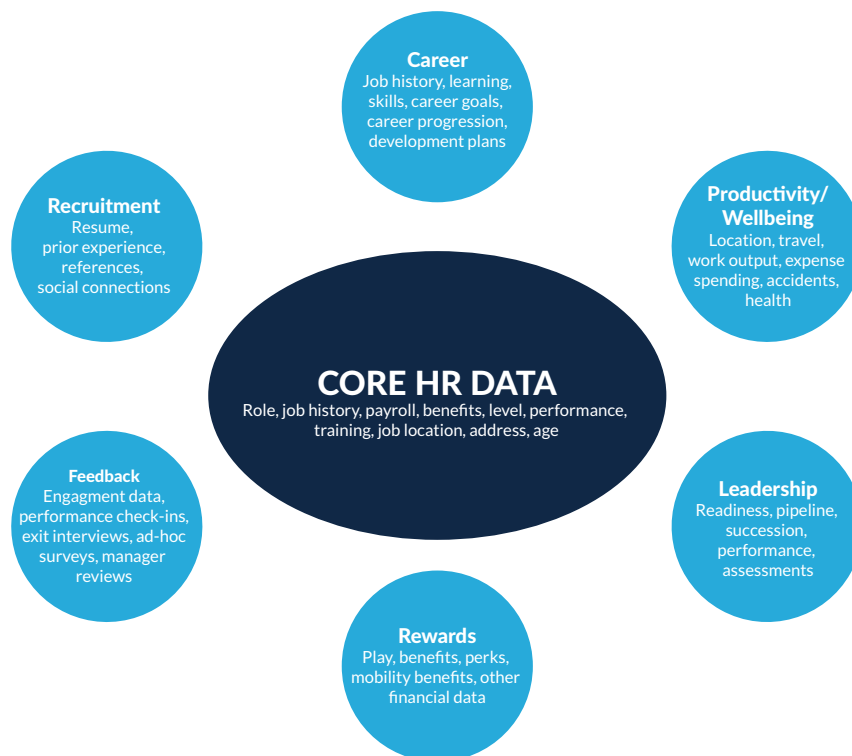 Career
Job history, learning,
skills, career goals,
career progression,
development plans
Recruitment
Resume,
prior experience,
references,
social connections
Productivity/
Wellbeing
Location, travel,
work output, expense
spending, accidents,
health
CORE HR DATA
Role, job history, payroll, benefits, level, performance,
training, job location, address, age
Feedback
Engagment data,
performance check-ins,
exit interviews, ad-hoc
surveys, manager
reviews
Leadership
Readiness, pipeline,
succession,
performance,
assessments
Rewards
Play, benefits, perks,
mobility benefits, other
financial data